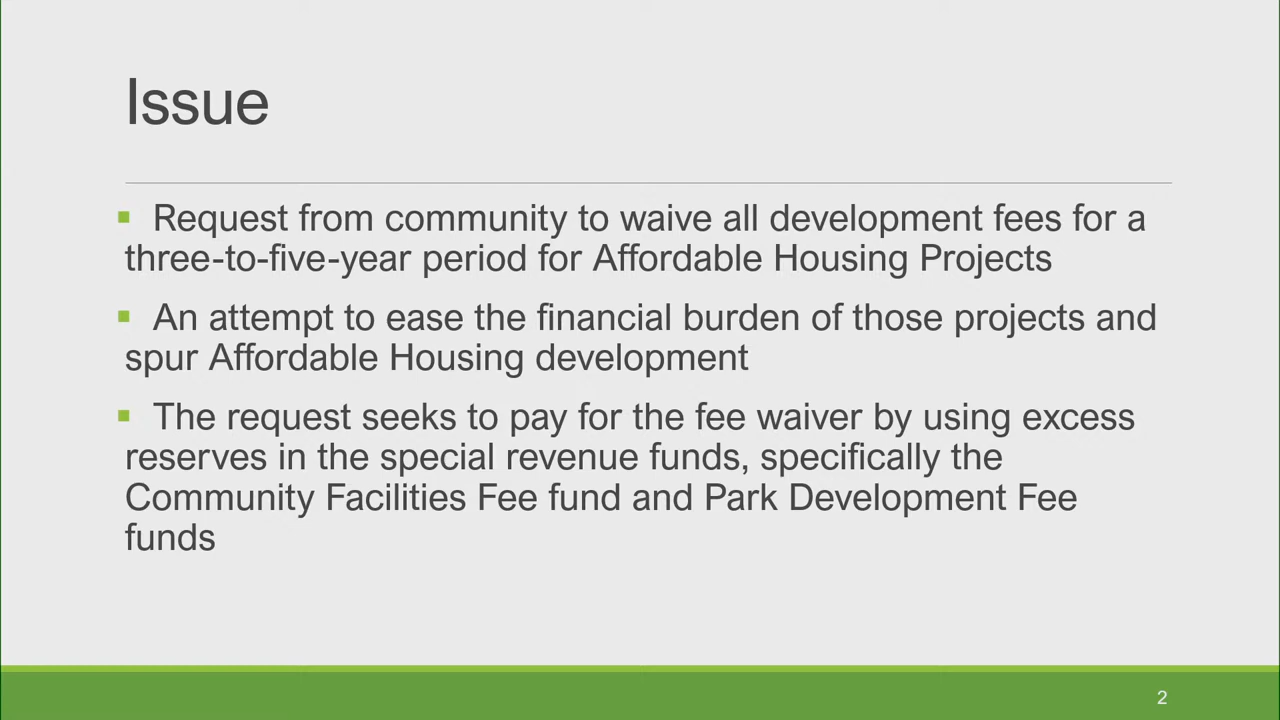 Issue
▪ Request from community to waive all development fees for a
three-to-five-year period for Affordable Housing Projects
▪ An attempt to ease the financial burden of those projects and
spur Affordable Housing development
▪ The request seeks to pay for the fee waiver by using excess
reserves in the special revenue funds, specifically the
Community Facilities Fee fund and Park Development Fee
funds
2